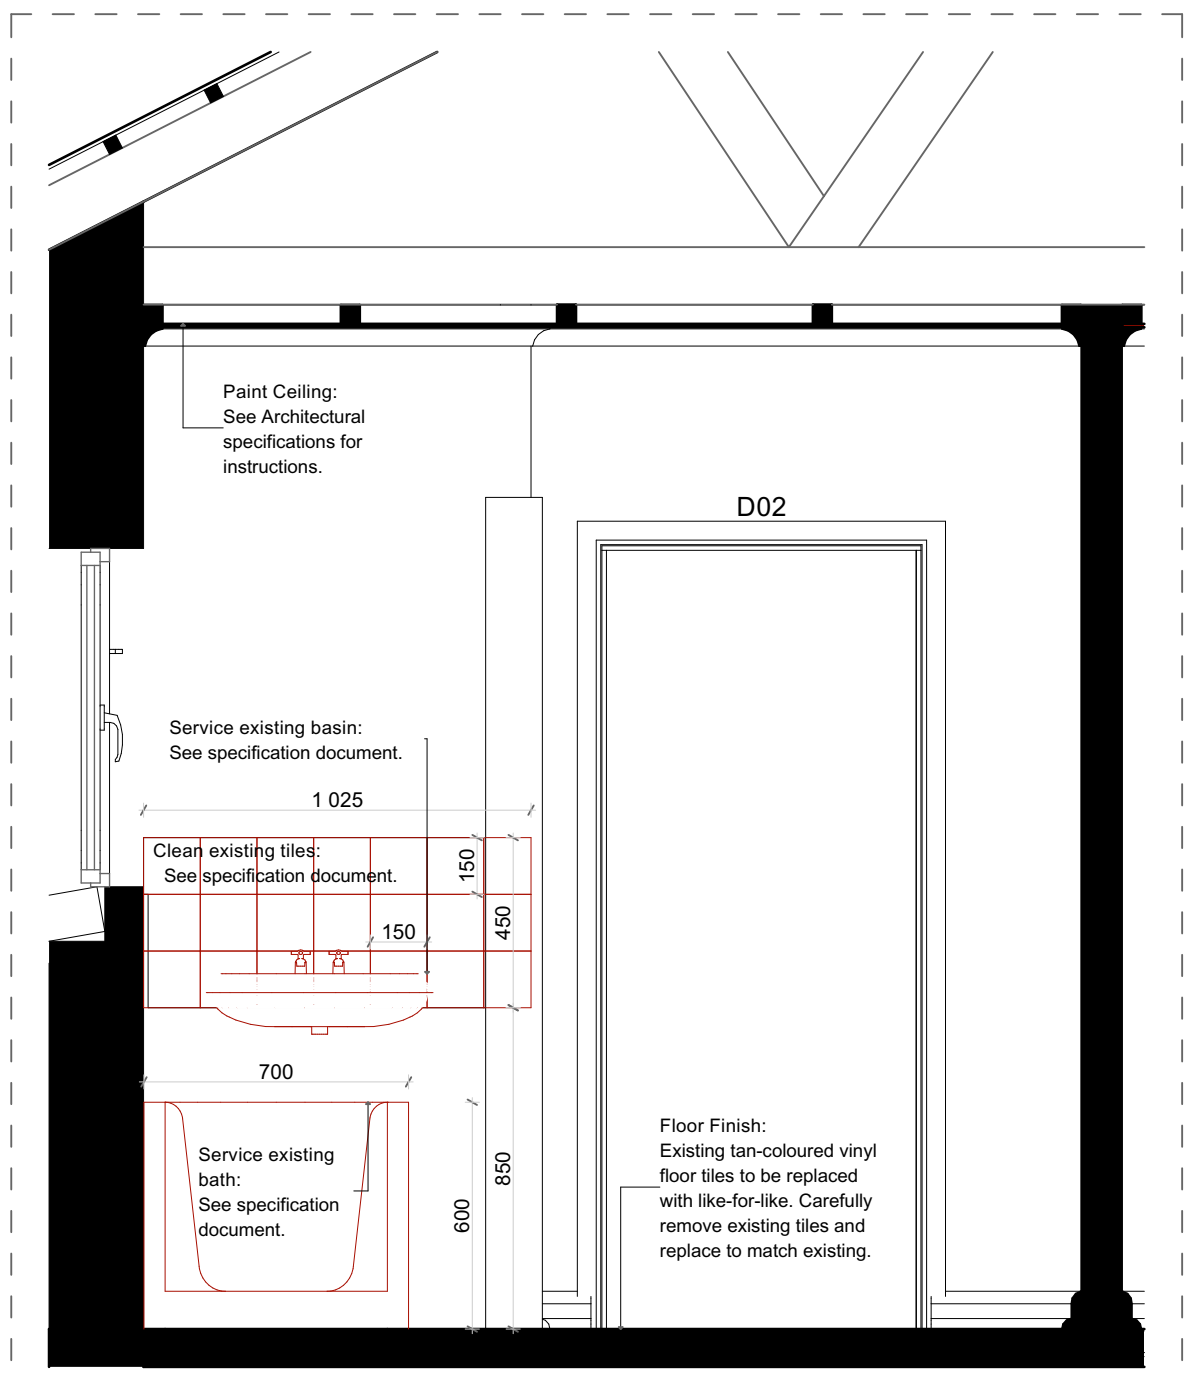 Paint Ceiling:
See Architectural
specifications for
instructions.
D02
Service existing basin:
See specification document.
1 025
Clean existing tiles:
See specification document.
150
450
150
700
Service existing
bath:
See specification
document.
600
850
Floor Finish:
Existing tan-coloured vinyl
floor tiles to be replaced
with like-for-like. Carefully
remove existing tiles and
replace to match existing.